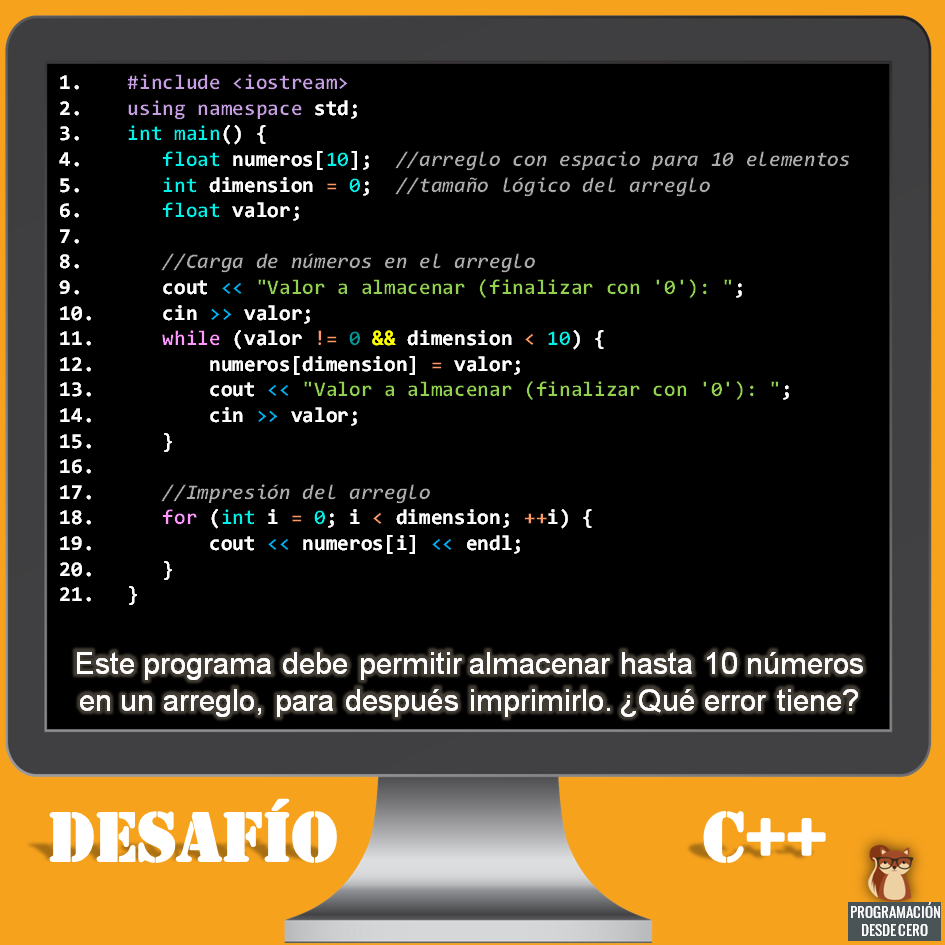 1. #include <iostream>
2. using namespace std;
3. int main() {
4. float numeros[10]; //arreglo con espacio para 10 elementos
5. int dimension = 0; //tamaño lógico del arreglo
6. float valor;
7.
8. //Carga de números en el arreglo
9. cout << "Valor a almacenar (finalizar con '0'): ";
10. cin >> valor;
11. while (valor != 0 && dimension < 10) {
12. numeros[dimension] = valor;
13. cout << "Valor a almacenar (finalizar con '0'): ";
14. cin >> valor;
15. }
16.
17. //Impresión del arreglo
18. for (int i = 0; i < dimension; ++i) {
19. cout << numeros[i] << endl;
20. }
21. }
Este programa debe permitir almacenar hasta 10 números
en un arreglo, para después imprimirlo. ¿Qué error tiene?
DESAFÍO
C++
PROGRAMACIÓN
DESDE CERO